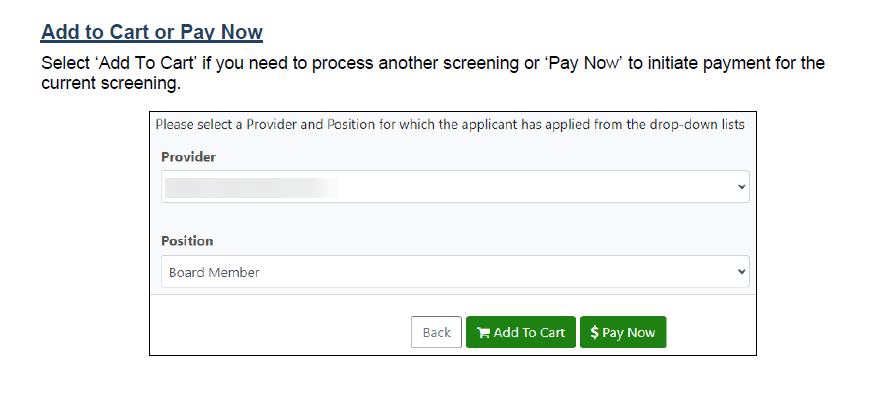 Add to Cart or Pay Now
Select ‘Add To Cart’ if you need to process another screening or ‘Pay Now’ to initiate payment for the
current screening.
Please select a Provider and Position for which the applicant has applied from the drop-down lists
Provider
Position
Board Member
Back Add To Cart $ Pay Now